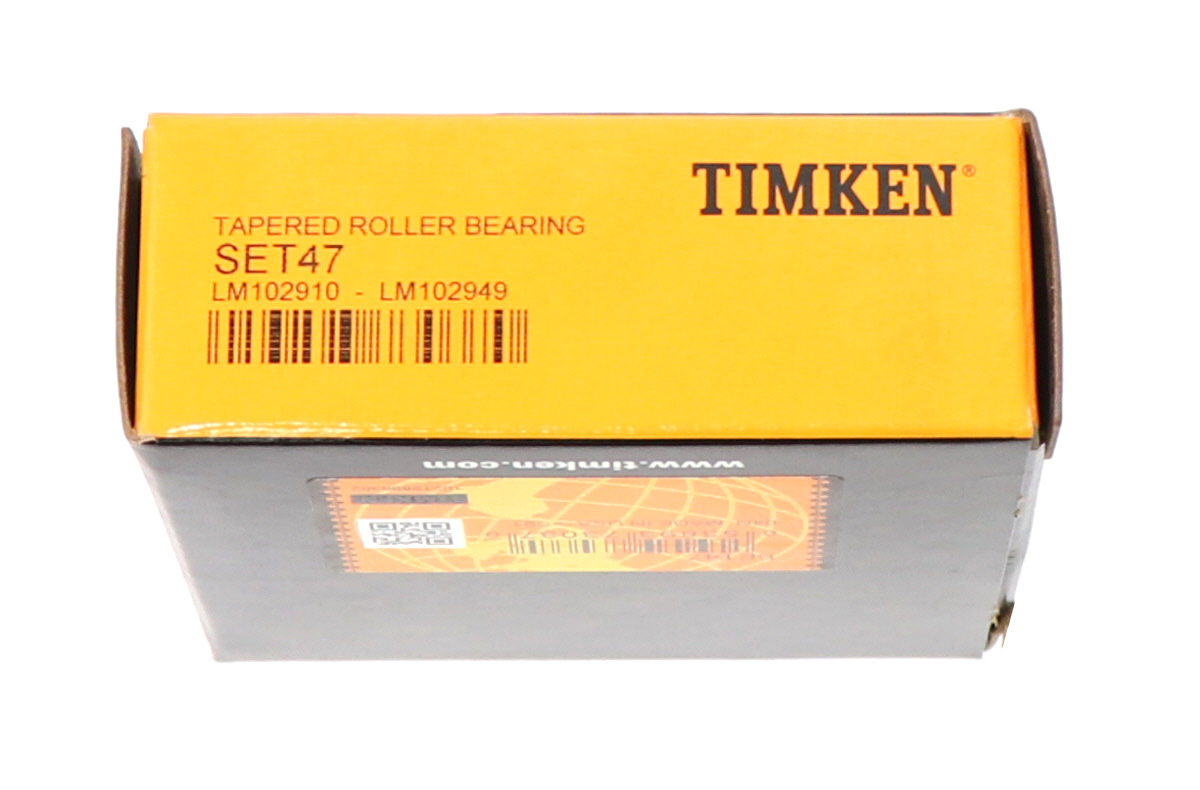 TIMKEN®
TAPERED ROLLER BEARING
SET47
LM102910 - LM102949
www.timken.com